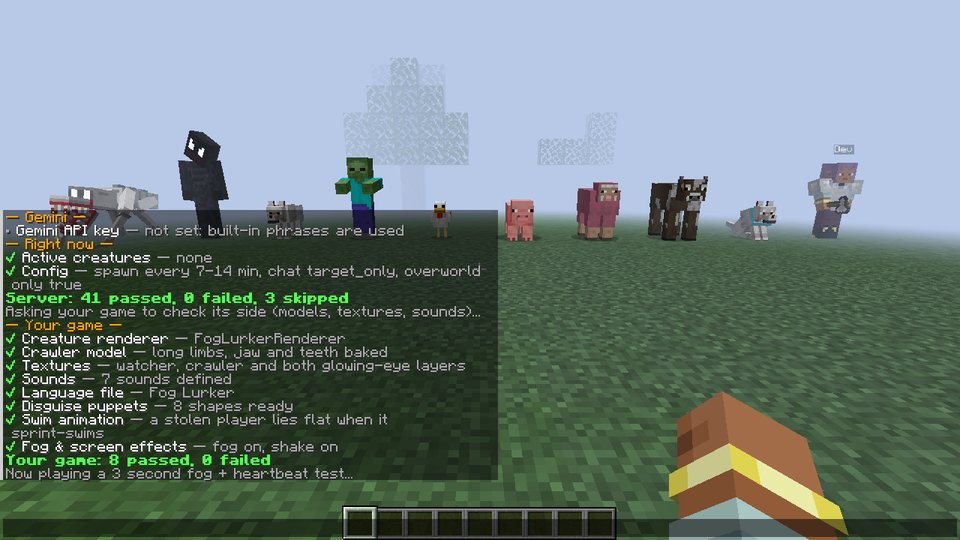 Dev
— Gemini —
· Gemini API key — not set: built-in phrases are used
— Right now —
✓ Active creatures — none
✓ Config — spawn every 7-14 min, chat target_only, overworld
only true
Server: 41 passed, 0 failed, 3 skipped
Asking your game to check its side (models, textures, sounds)...
— Your game —
✓ Creature renderer — FogLurkerRenderer
✓ Crawler model — long limbs, jaw and teeth baked
✓ Textures — watcher, crawler and both glowing-eye layers
✓ Sounds — 7 sounds defined
✓ Language file — Fog Lurker
✓ Disguise puppets — 8 shapes ready
✓ Swim animation — a stolen player lies flat when it
sprint-swims
✓ Fog & screen effects — fog on, shake on
Your game: 8 passed, 0 failed
Now playing a 3 second fog + heartbeat test...